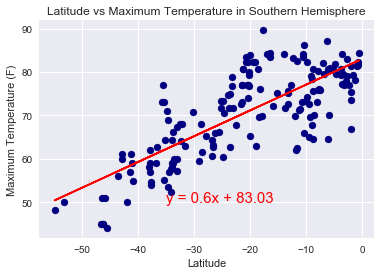 Latitude vs Maximum Temperature in Southern Hemisphere
90
80
70
60
50
Maximum Temperature (F)
y = 0.6x + 83.03
−50
−40
−30
−20
−10
0
Latitude